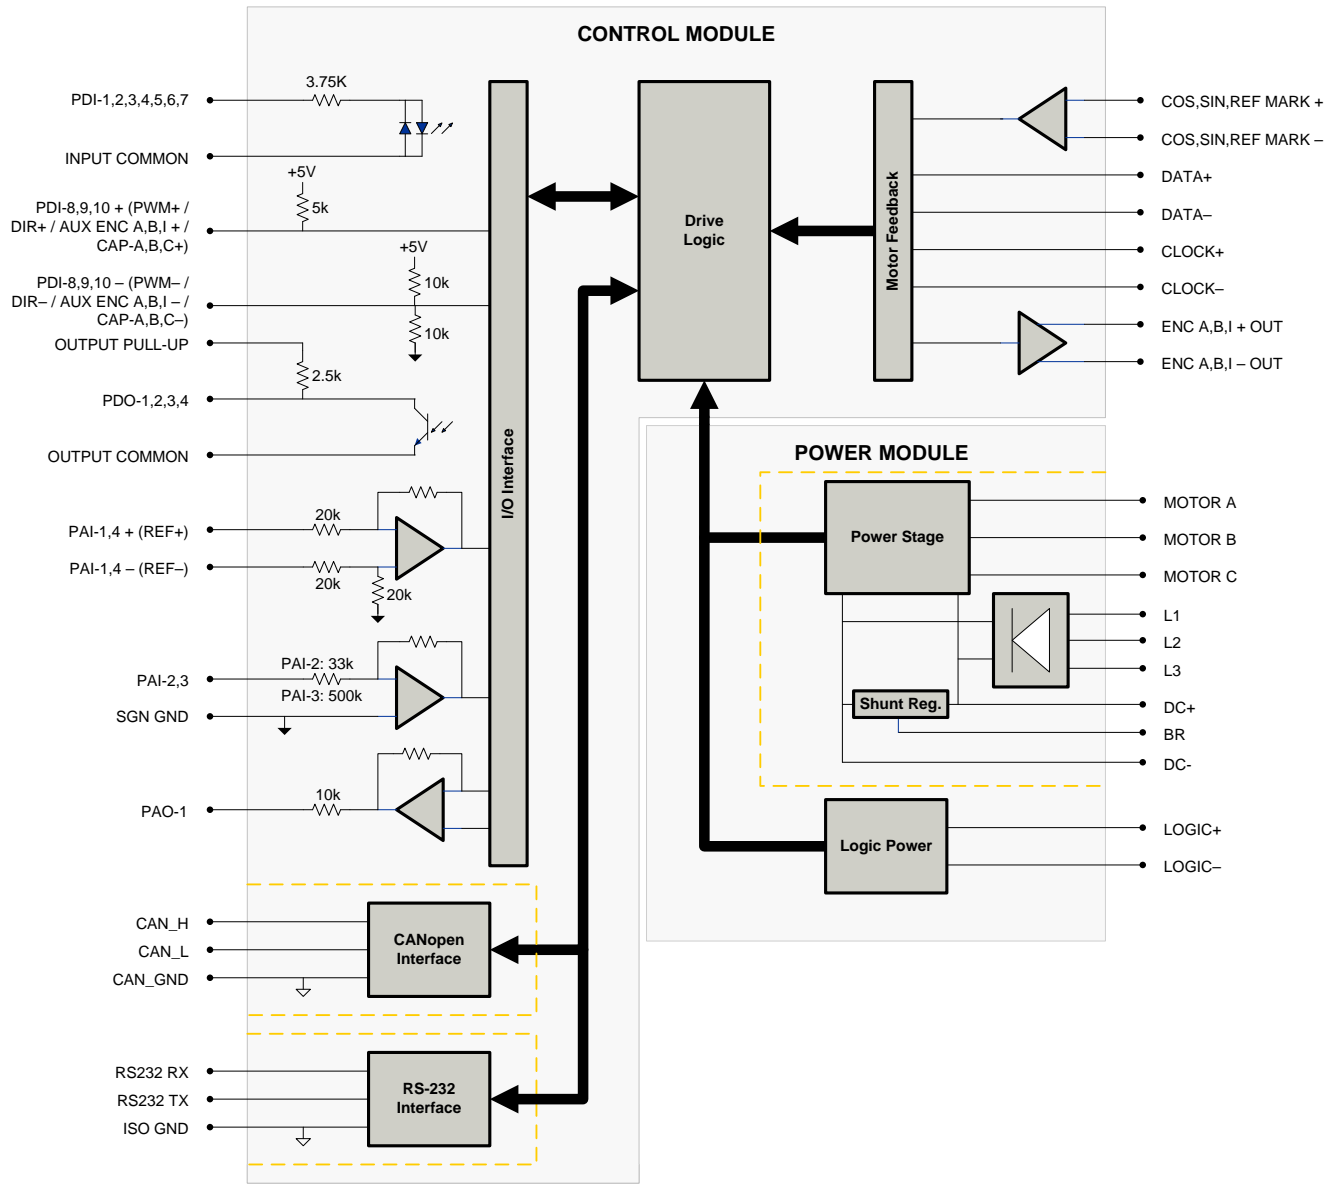 CONTROL MODULE
PDI-1,2,3,4,5,6,7
3.75K
INPUT COMMON
+5V
5k
PDI-8,9,10 + (PWM+ /
DIR+ / AUX ENC A,B,I + /
CAP-A,B,C+)
+5V
10k
PDI-8,9,10 – (PWM– /
DIR– / AUX ENC A,B,I – /
CAP-A,B,C–)
10k
OUTPUT PULL-UP
2.5k
PDO-1,2,3,4
OUTPUT COMMON
20k
PAI-1,4 + (REF+)
PAI-1,4 – (REF–)
20k
20k
PAI-2: 33k
PAI-2,3
PAI-3: 500k
SGN GND
10k
PAO-1
I/O Interface
CAN_H
CAN_L
CAN_GND
CANopen
Interface
RS232 RX
RS232 TX
ISO GND
RS-232
Interface
Drive
Logic
Motor Feedback
COS,SIN,REF MARK +
COS,SIN,REF MARK –
DATA+
DATA–
CLOCK+
CLOCK–
ENC A,B,I + OUT
ENC A,B,I – OUT
POWER MODULE
Power Stage
MOTOR A
MOTOR B
MOTOR C
L1
L2
L3
Shunt Reg.
DC+
BR
DC-
Logic Power
LOGIC+
LOGIC–